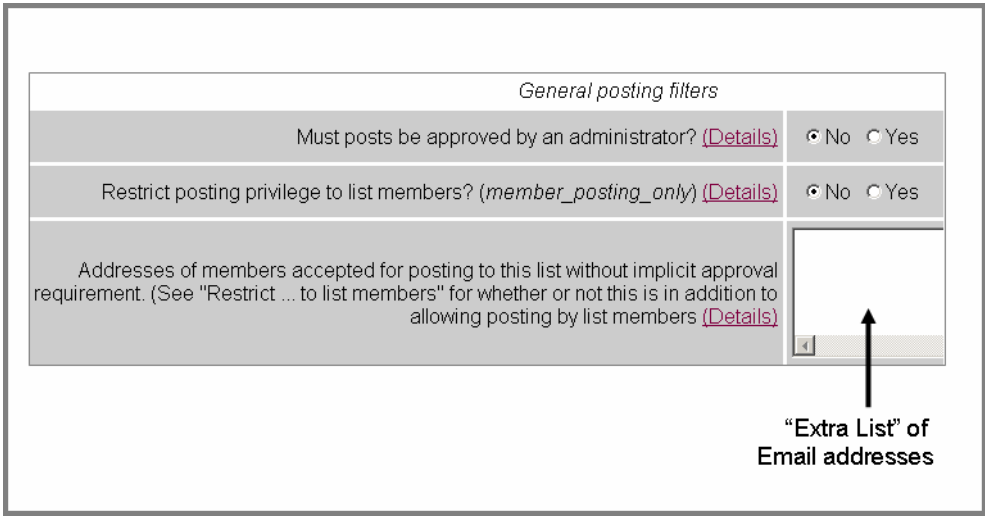 General posting filters
Must posts be approved by an administrator? (Details)
No Yes
Restrict posting privilege to list members? (member_posting_only) (Details)
No Yes
Addresses of members accepted for posting to this list without implicit approval
requirement. (See "Restrict ... to list members" for whether or not this is in addition to
allowing posting by list members (Details)
“Extra List” of
Email addresses